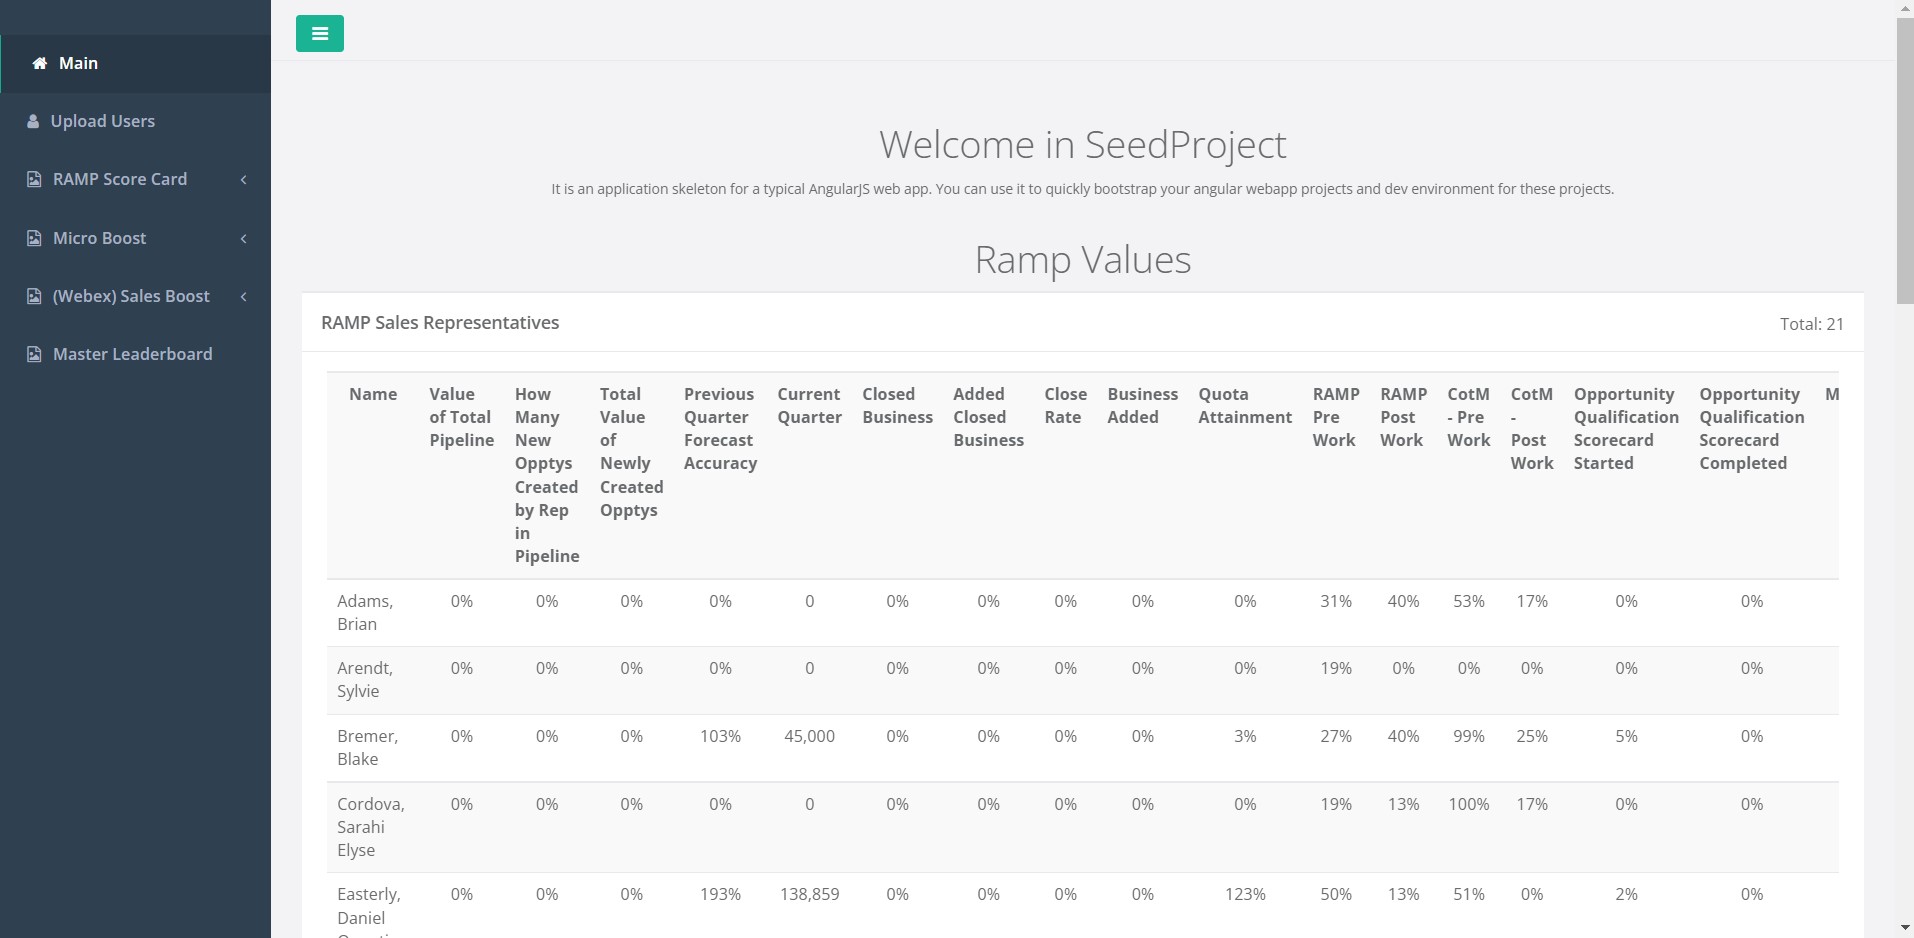 Main
Upload Users
RAMP Score Card
Micro Boost
(Webex) Sales Boost
Master Leaderboard
Welcome in SeedProject
It is an application skeleton for a typical AngularJS web app. You can use it to quickly bootstrap your angular webapp projects and dev environment for these projects.
Ramp Values
RAMP Sales Representatives
Total: 21
Name
Value
of Total
Pipeline
How
Many
New
Opptys
Created
by Rep
in
Pipeline
Total
Value
of
Newly
Created
Opptys
Previous
Quarter
Forecast
Accuracy
Current
Quarter
Closed
Business
Added
Closed
Business
Close
Rate
Business
Added
Quota
Attainment
RAMP
Pre
Work
RAMP
Post
Work
CotM
- Pre
Work
CotM
-
Post
Work
Opportunity
Qualification
Scorecard
Started
Opportunity
Qualification
Scorecard
Completed
M
Adams,
Brian
0% 0% 0% 0% 0 0% 0% 0% 0% 0% 31% 40% 53% 17% 0% 0%
Arendt,
Sylvie
0% 0% 0% 0% 0 0% 0% 0% 0% 0% 19% 0% 0% 0% 0% 0%
Bremer,
Blake
0% 0% 0% 103% 45,000 0% 0% 0% 0% 3% 27% 40% 99% 25% 5% 0%
Cordova,
Sarahi
Elyse
0% 0% 0% 0% 0 0% 0% 0% 0% 0% 19% 13% 100% 17% 0% 0%
Easterly,
Daniel
0% 0% 0% 193% 138,859 0% 0% 0% 0% 123% 50% 13% 51% 0% 2% 0%